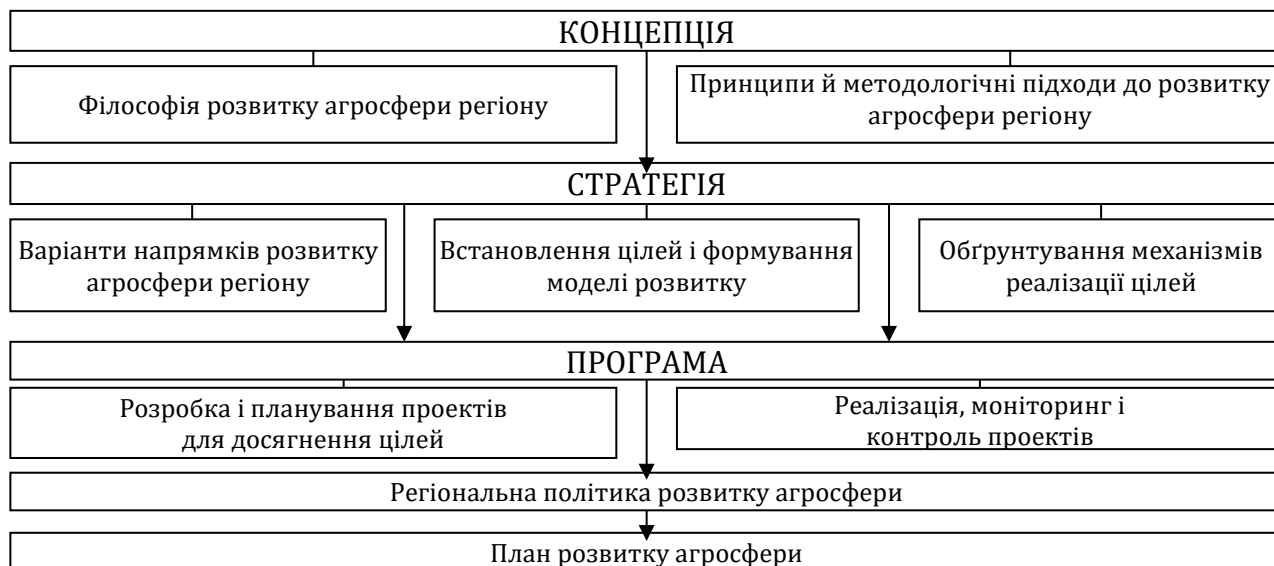 КОНЦЕПЦІЯ
Філософія розвитку агросфери регіону
Принципи й методологічні підходи до розвитку
агросфери регіону
СТРАТЕГІЯ
Варіанти напрямків розвитку
агросфери регіону
Встановлення цілей і формування
моделі розвитку
Обґрунтування механізмів
реалізації цілей
ПРОГРАМА
Розробка і планування проектів
для досягнення цілей
Реалізація, моніторинг і
контроль проектів
Регіональна політика розвитку агросфери
План розвитку агросфери